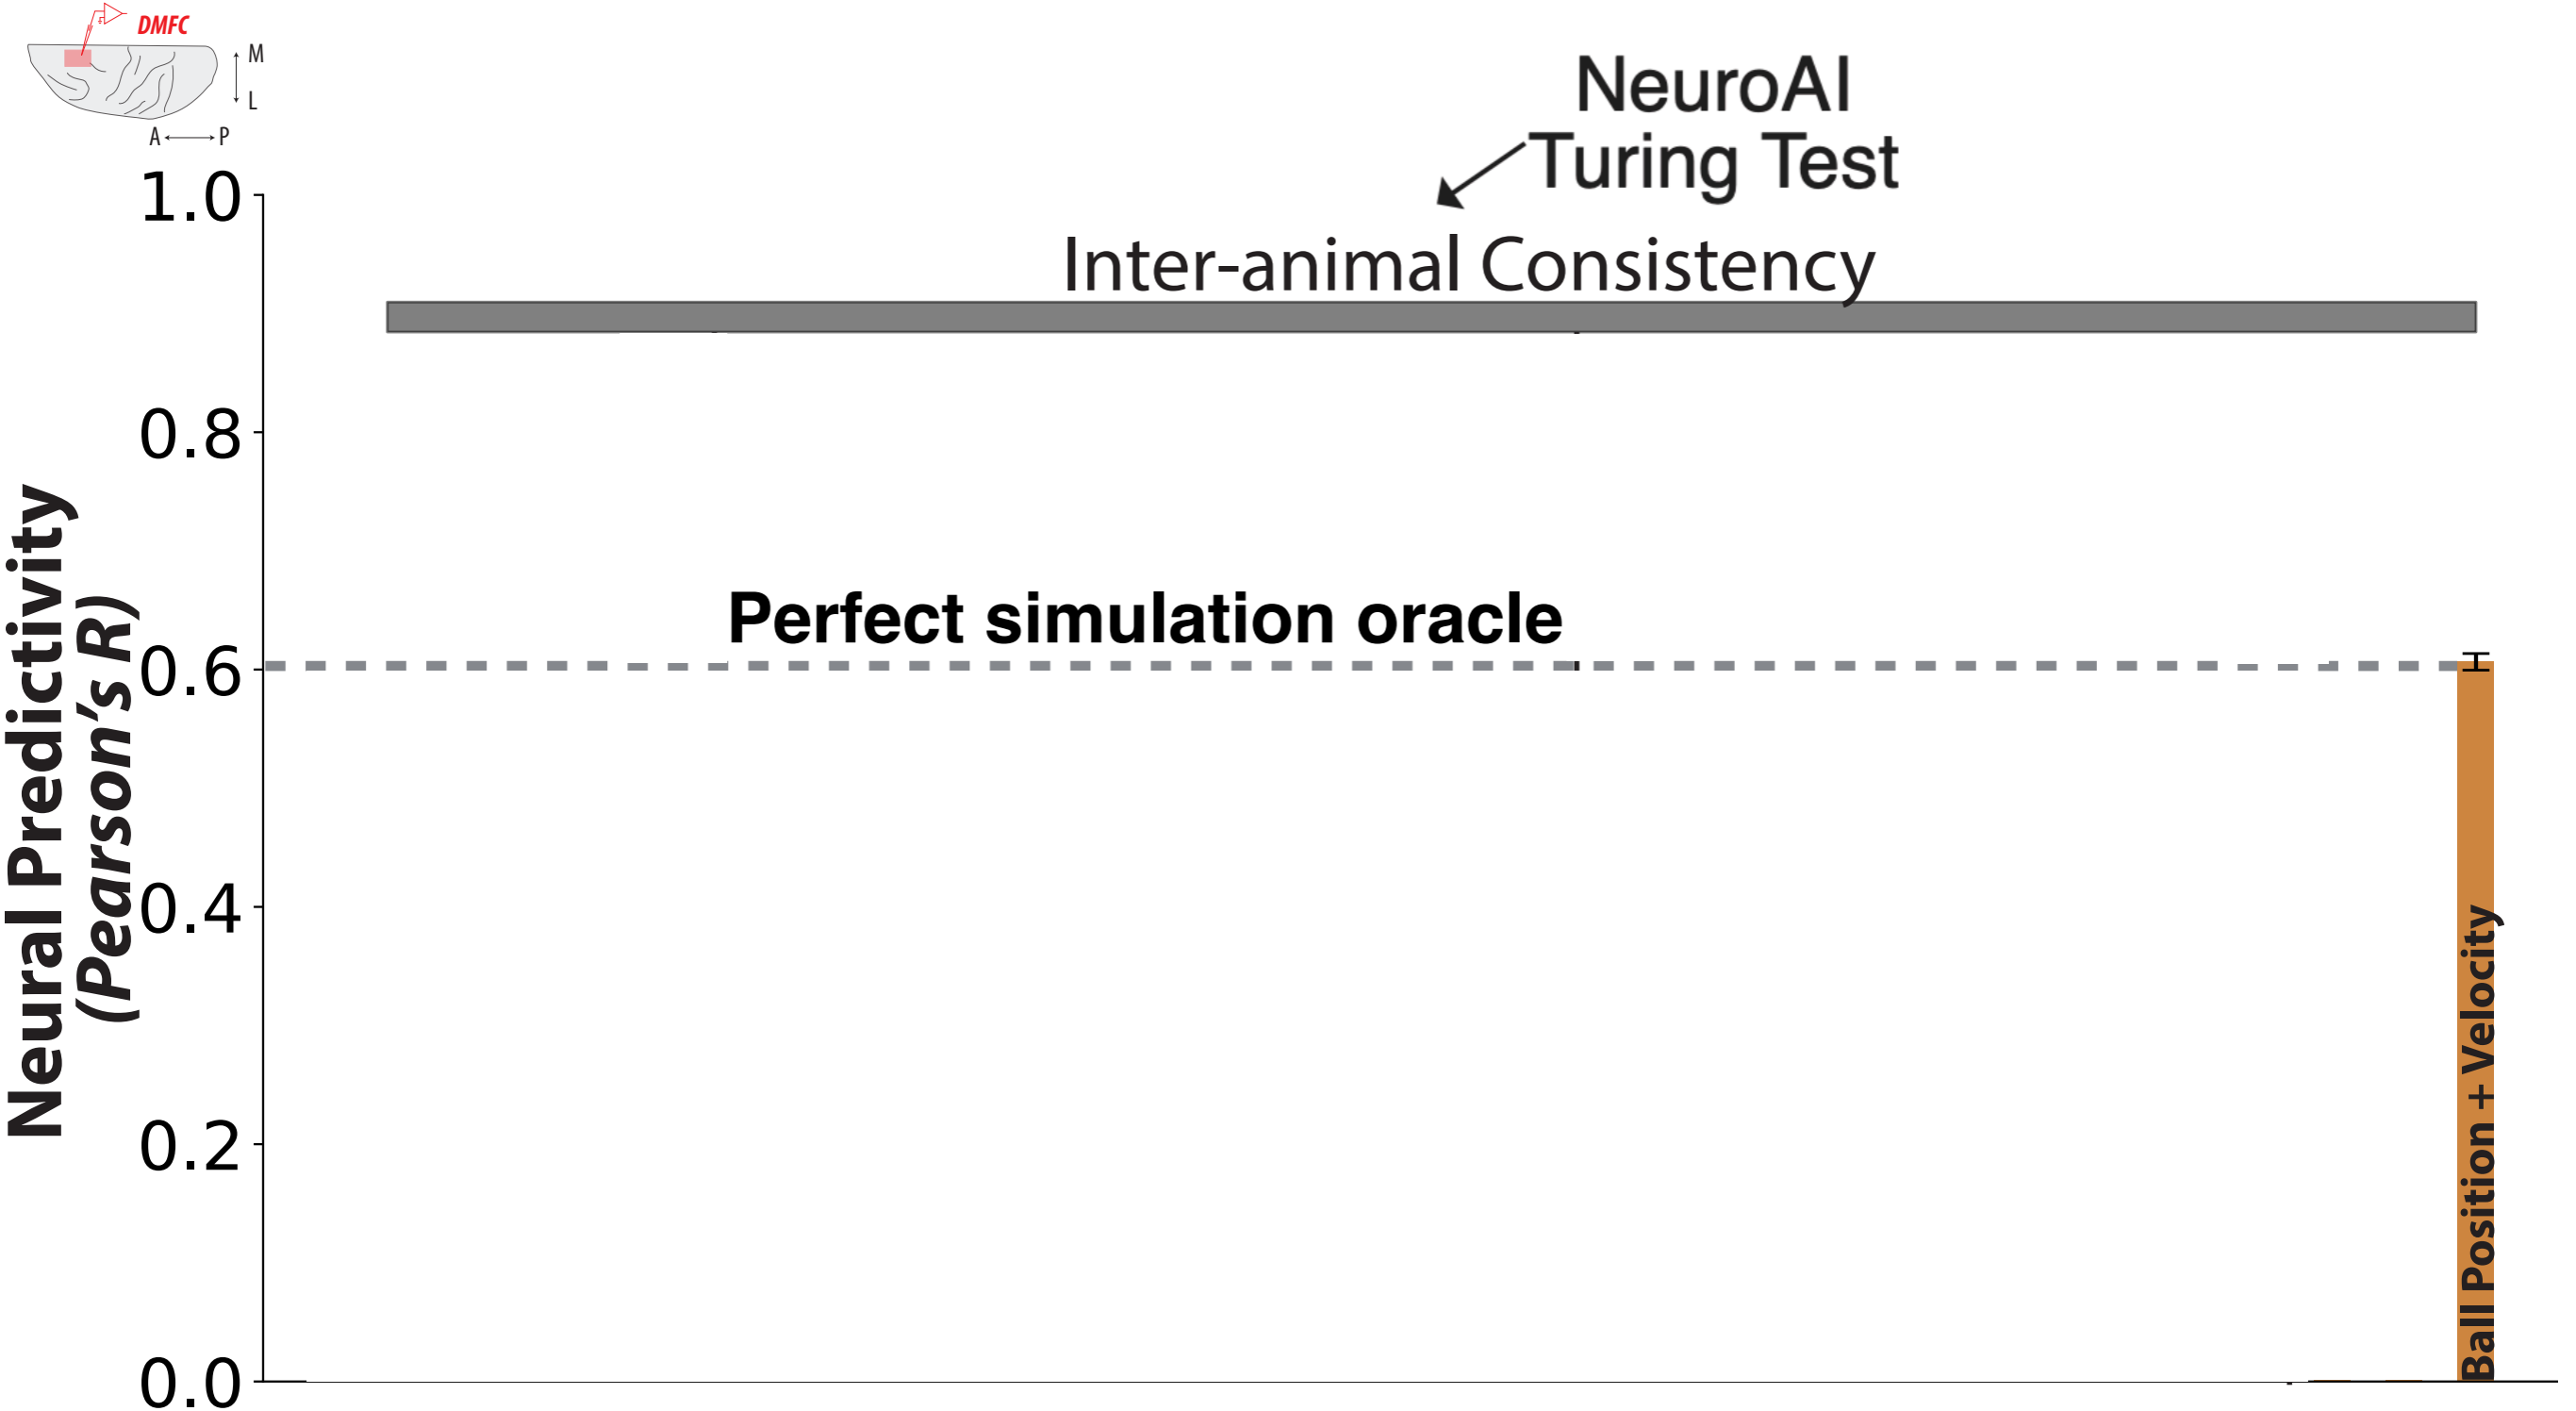 DMFC
M
L
A
P
NeuroAI
Turing Test
Inter-animal Consistency
Perfect simulation oracle
1.0
0.8
0.6
0.4
0.2
0.0
Neural Predictivity
(Pearson's R)
Ball Position + Velocity